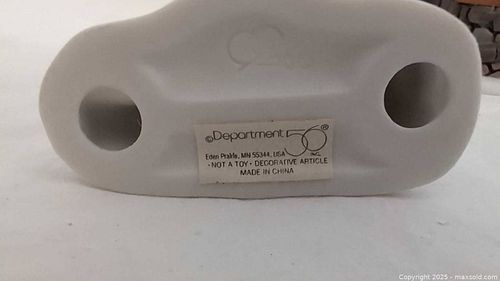 ©Department 56®
INC.
Eden Prairie, MN 55344, USA
• NOT A TOY • DECORATIVE ARTICLE
MADE IN CHINA
Copyright © 2025 - maxsold.com